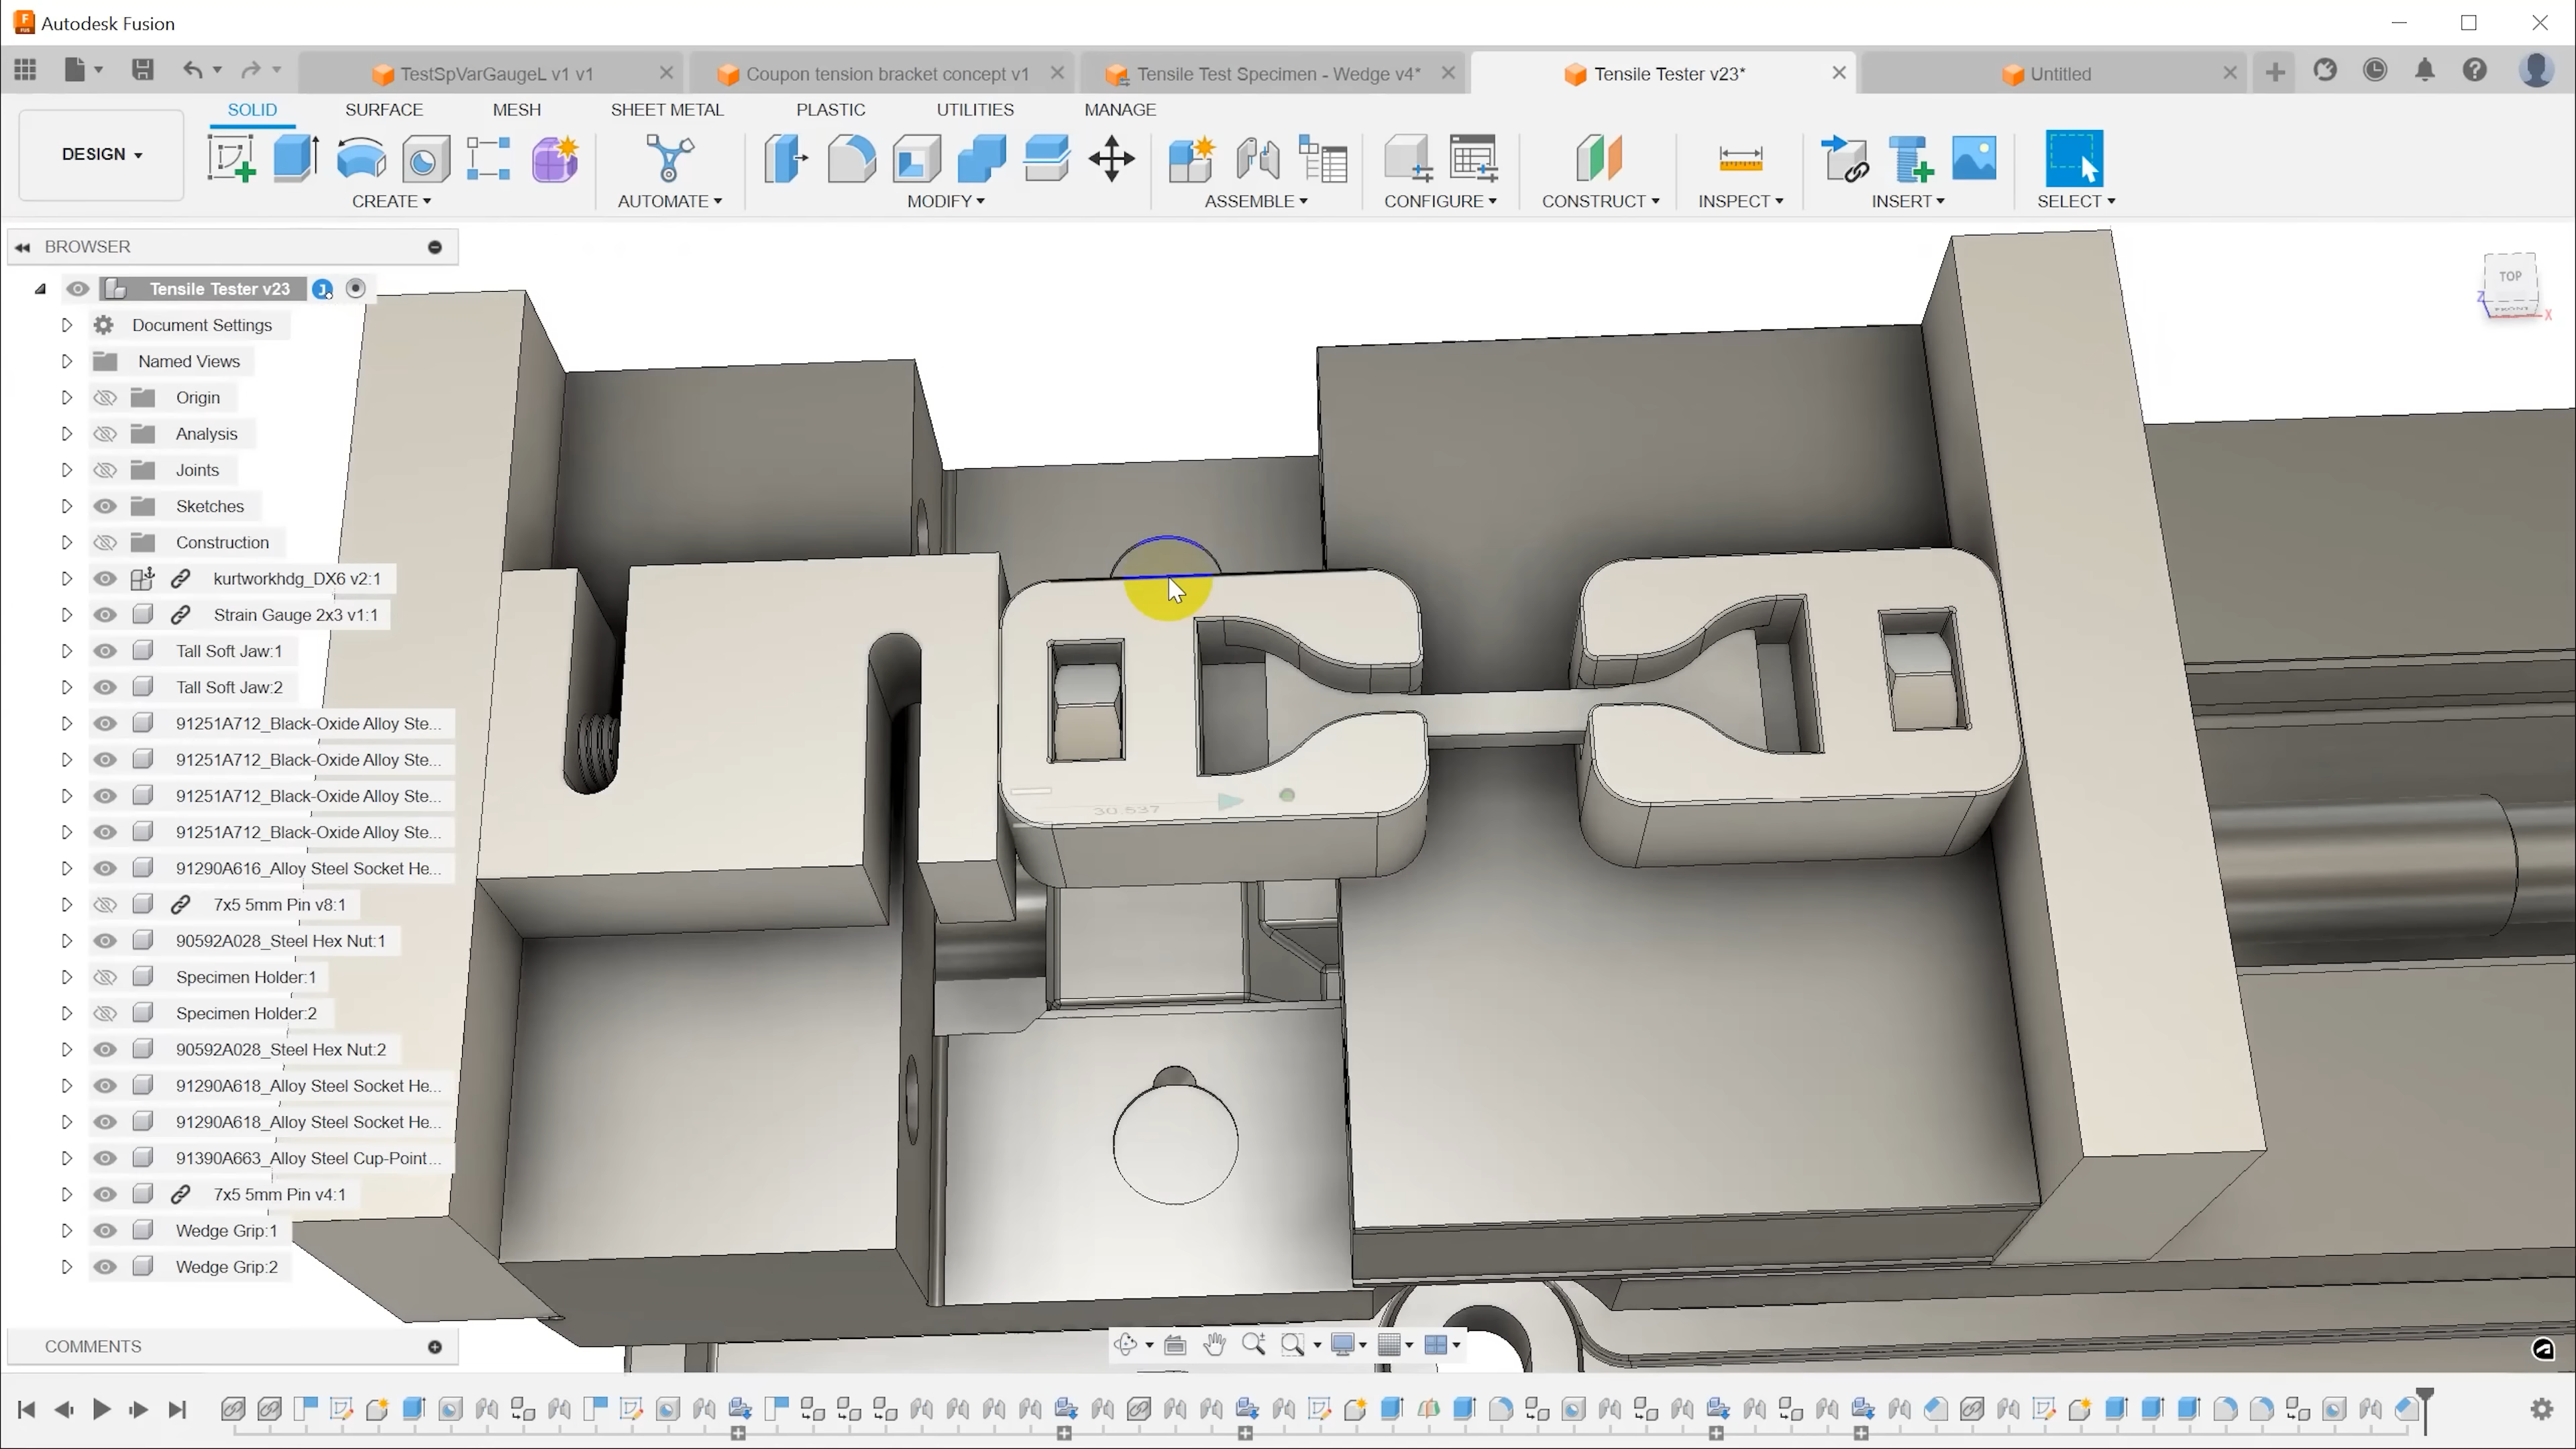 Autodesk Fusion
TestSpVarGaugeL v1 v1
Coupon tension bracket concept v1
Tensile Test Specimen - Wedge v4*
Tensile Tester v23*
Untitled
SOLID
SURFACE
MESH
SHEET METAL
PLASTIC
UTILITIES
MANAGE
DESIGN
CREATE
AUTOMATE
MODIFY
ASSEMBLE
CONFIGURE
CONSTRUCT
INSPECT
INSERT
SELECT
BROWSER
Tensile Tester v23
Document Settings
Named Views
Origin
Analysis
Joints
Sketches
Construction
kurtworkhdg_DX6 v2:1
Strain Gauge 2x3 v1:1
Tall Soft Jaw:1
Tall Soft Jaw:2
91251A712_Black-Oxide Alloy Ste...
91251A712_Black-Oxide Alloy Ste...
91251A712_Black-Oxide Alloy Ste...
91251A712_Black-Oxide Alloy Ste...
91290A616_Alloy Steel Socket He...
7x5 5mm Pin v8:1
90592A028_Steel Hex Nut:1
Specimen Holder:1
Specimen Holder:2
90592A028_Steel Hex Nut:2
91290A618_Alloy Steel Socket He...
91290A618_Alloy Steel Socket He...
91390A663_Alloy Steel Cup-Point...
7x5 5mm Pin v4:1
Wedge Grip:1
Wedge Grip:2
TOP
FRONT
Z
X
30.537
COMMENTS